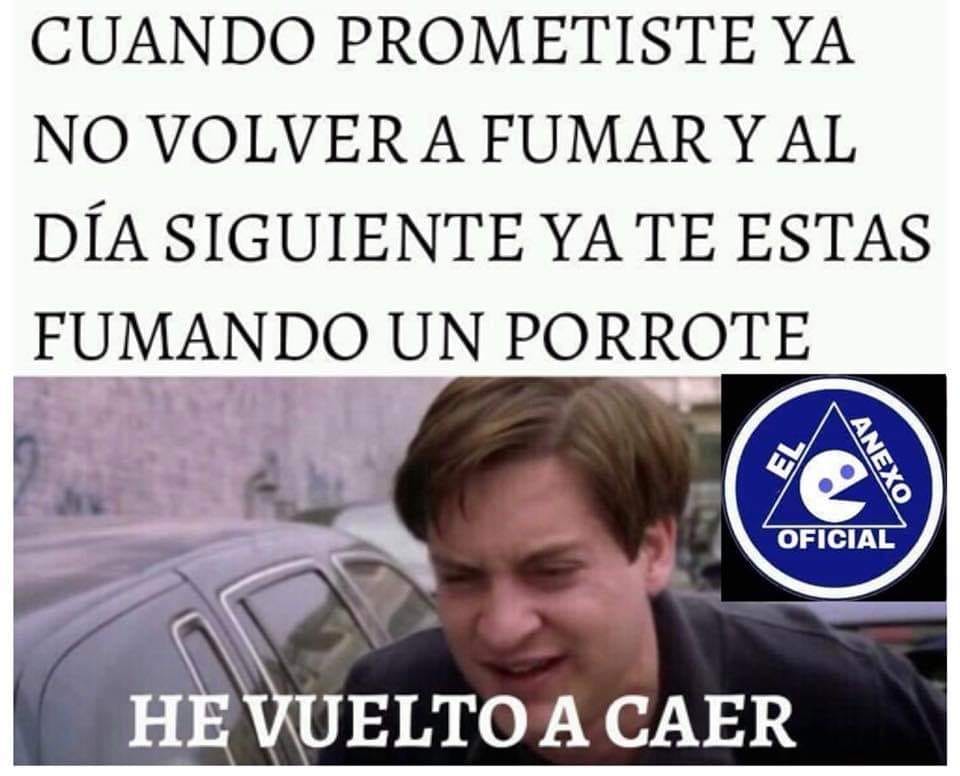 CUANDO PROMETISTE YA
NO VOLVER A FUMAR Y AL
DÍA SIGUIENTE YA TE ESTAS
FUMANDO UN PORROTE
EL ANEXO
OFICIAL
HE VUELTO A CAER